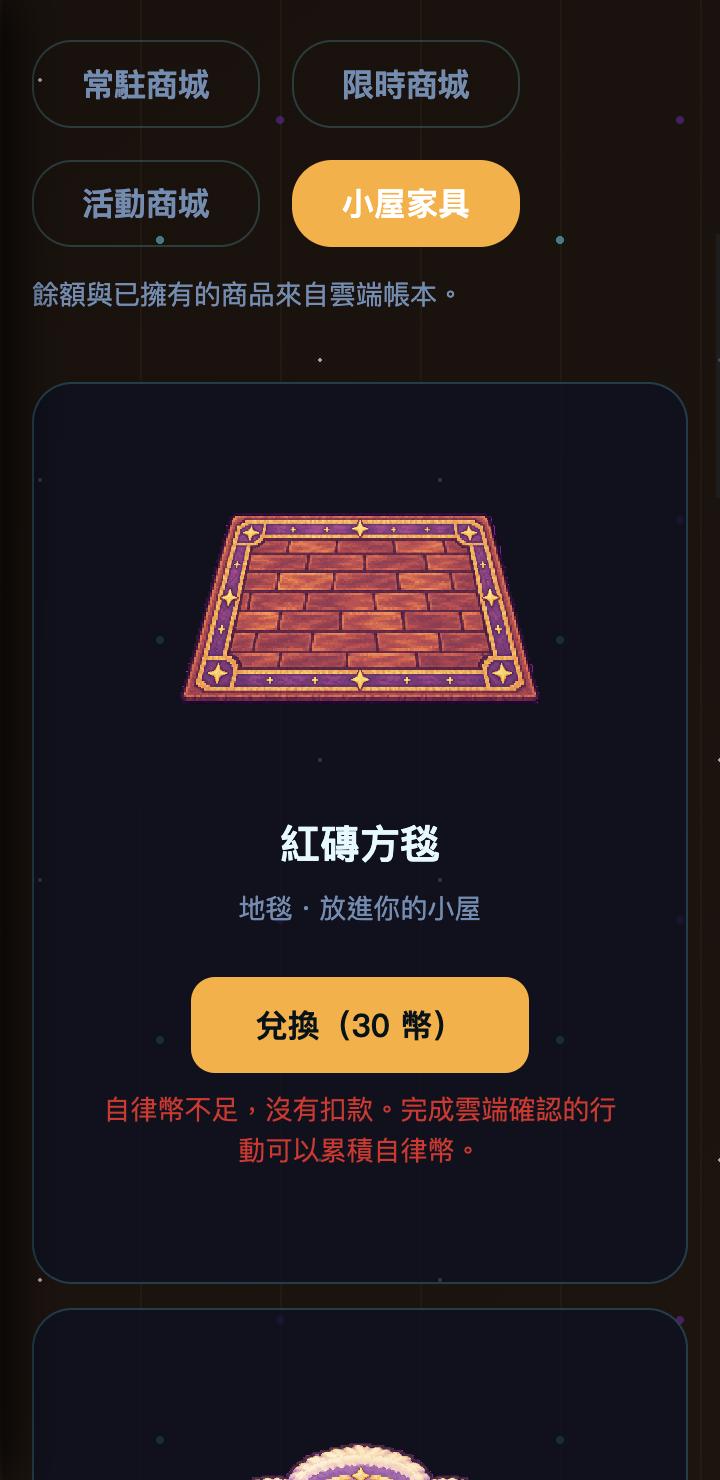 常駐商城
限時商城
活動商城
小屋家具
餘額與已擁有的商品來自雲端帳本。
紅磚方毯
地毯·放進你的小屋
兌換（30 幣）
自律幣不足，沒有扣款。完成雲端確認的行
動可以累積自律幣。